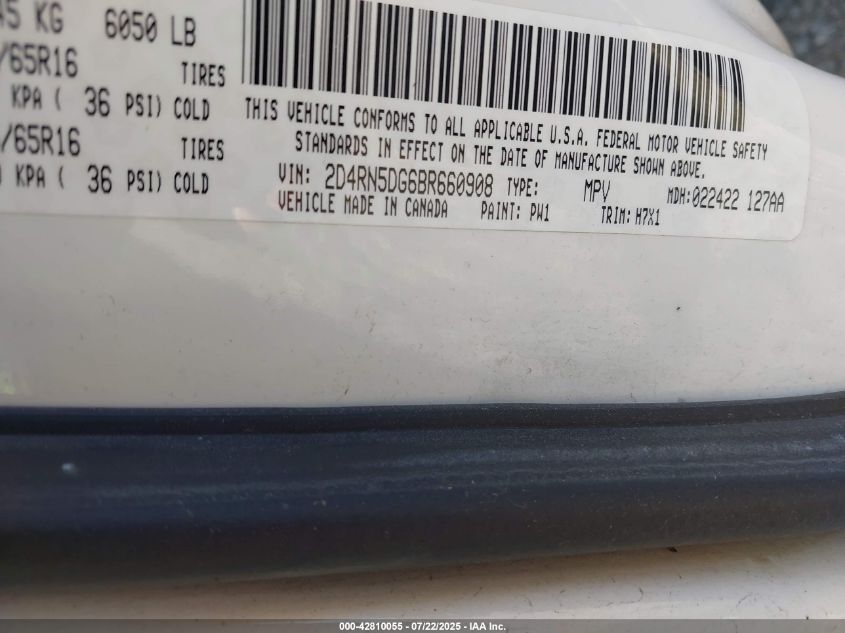 45 KG 6050 LB
/65R16 TIRES
KPA ( 36 PSI) COLD
/65R16 TIRES
KPA ( 36 PSI) COLD
THIS VEHICLE CONFORMS TO ALL APPLICABLE U.S.A. FEDERAL MOTOR VEHICLE SAFETY
STANDARDS IN EFFECT ON THE DATE OF MANUFACTURE SHOWN ABOVE.
VIN: 2D4RN5DG6BR660908 TYPE: MPV MDH:022422 127AA
VEHICLE MADE IN CANADA PAINT: PW1 TRIM: H7X1
000-42810055 - 07/22/2025 - IAA Inc.